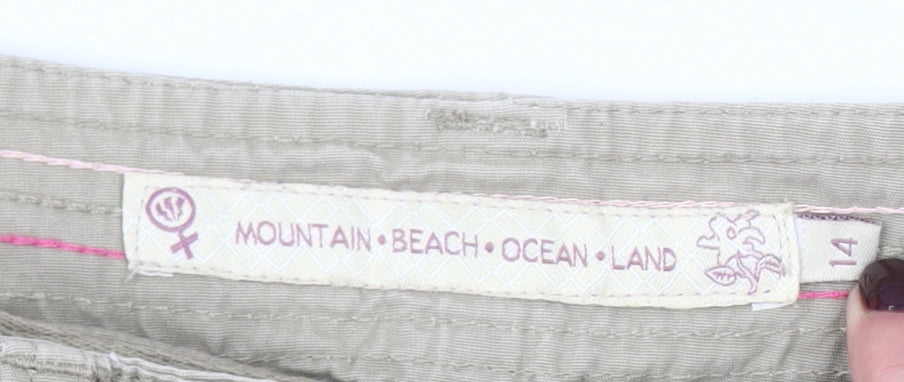 MOUNTAIN • BEACH • OCEAN • LAND
14